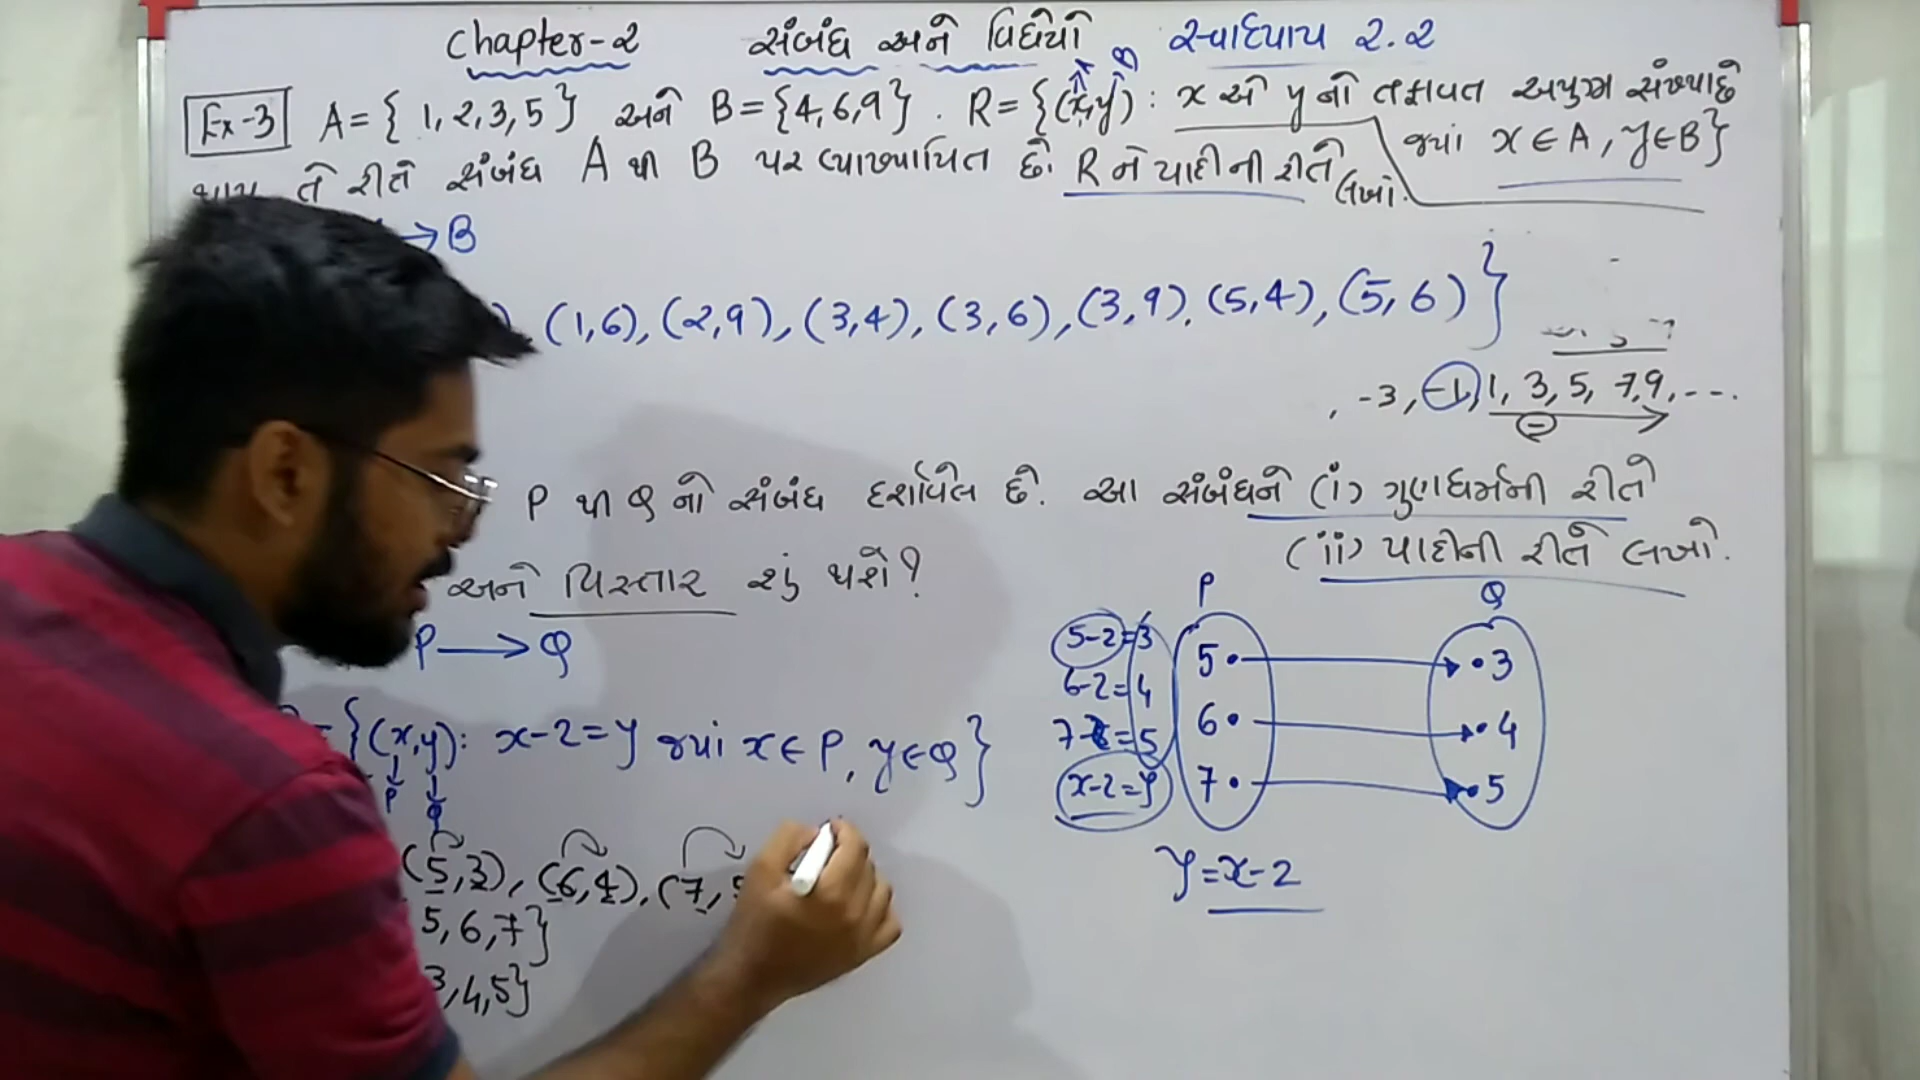 chapter-2 સંબંધ અને વિધેયો સ્વાધ્યાય 2.2
Ex-3 A={ 1,2,3,5 } અને B={4,6,9}. R={(x,y): x અને y નો તફાવત અયુગ્મ સંખ્યા છે
જ્યાં x∈A, y∈B}
થાય તે રીતે સંબંધ A થી B પર વ્યાખ્યાયિત છે. R ને યાદીની રીતે લખો.
→B
(1,6), (2,9), (3,4), (3,6), (3,9), (5,4), (5,6) }
, -3, -1, 1, 3, 5, 7, 9, ---
P થી Q નો સંબંધ દર્શાવેલ છે. આ સંબંધને (i) ગુણધર્મની રીતે
(ii) યાદીની રીતે લખો.
અને વિસ્તાર શું થશે?
P→Q
={(x,y): x-2=y જ્યાં x∈P, y∈Q}
P Q
(5,3), (6,4), (7,5
5,6,7}
3,4,5}
P Q
5-2=3 5 3
6-2=4 6 4
7-2=5 7 5
x-2=y
y=x-2